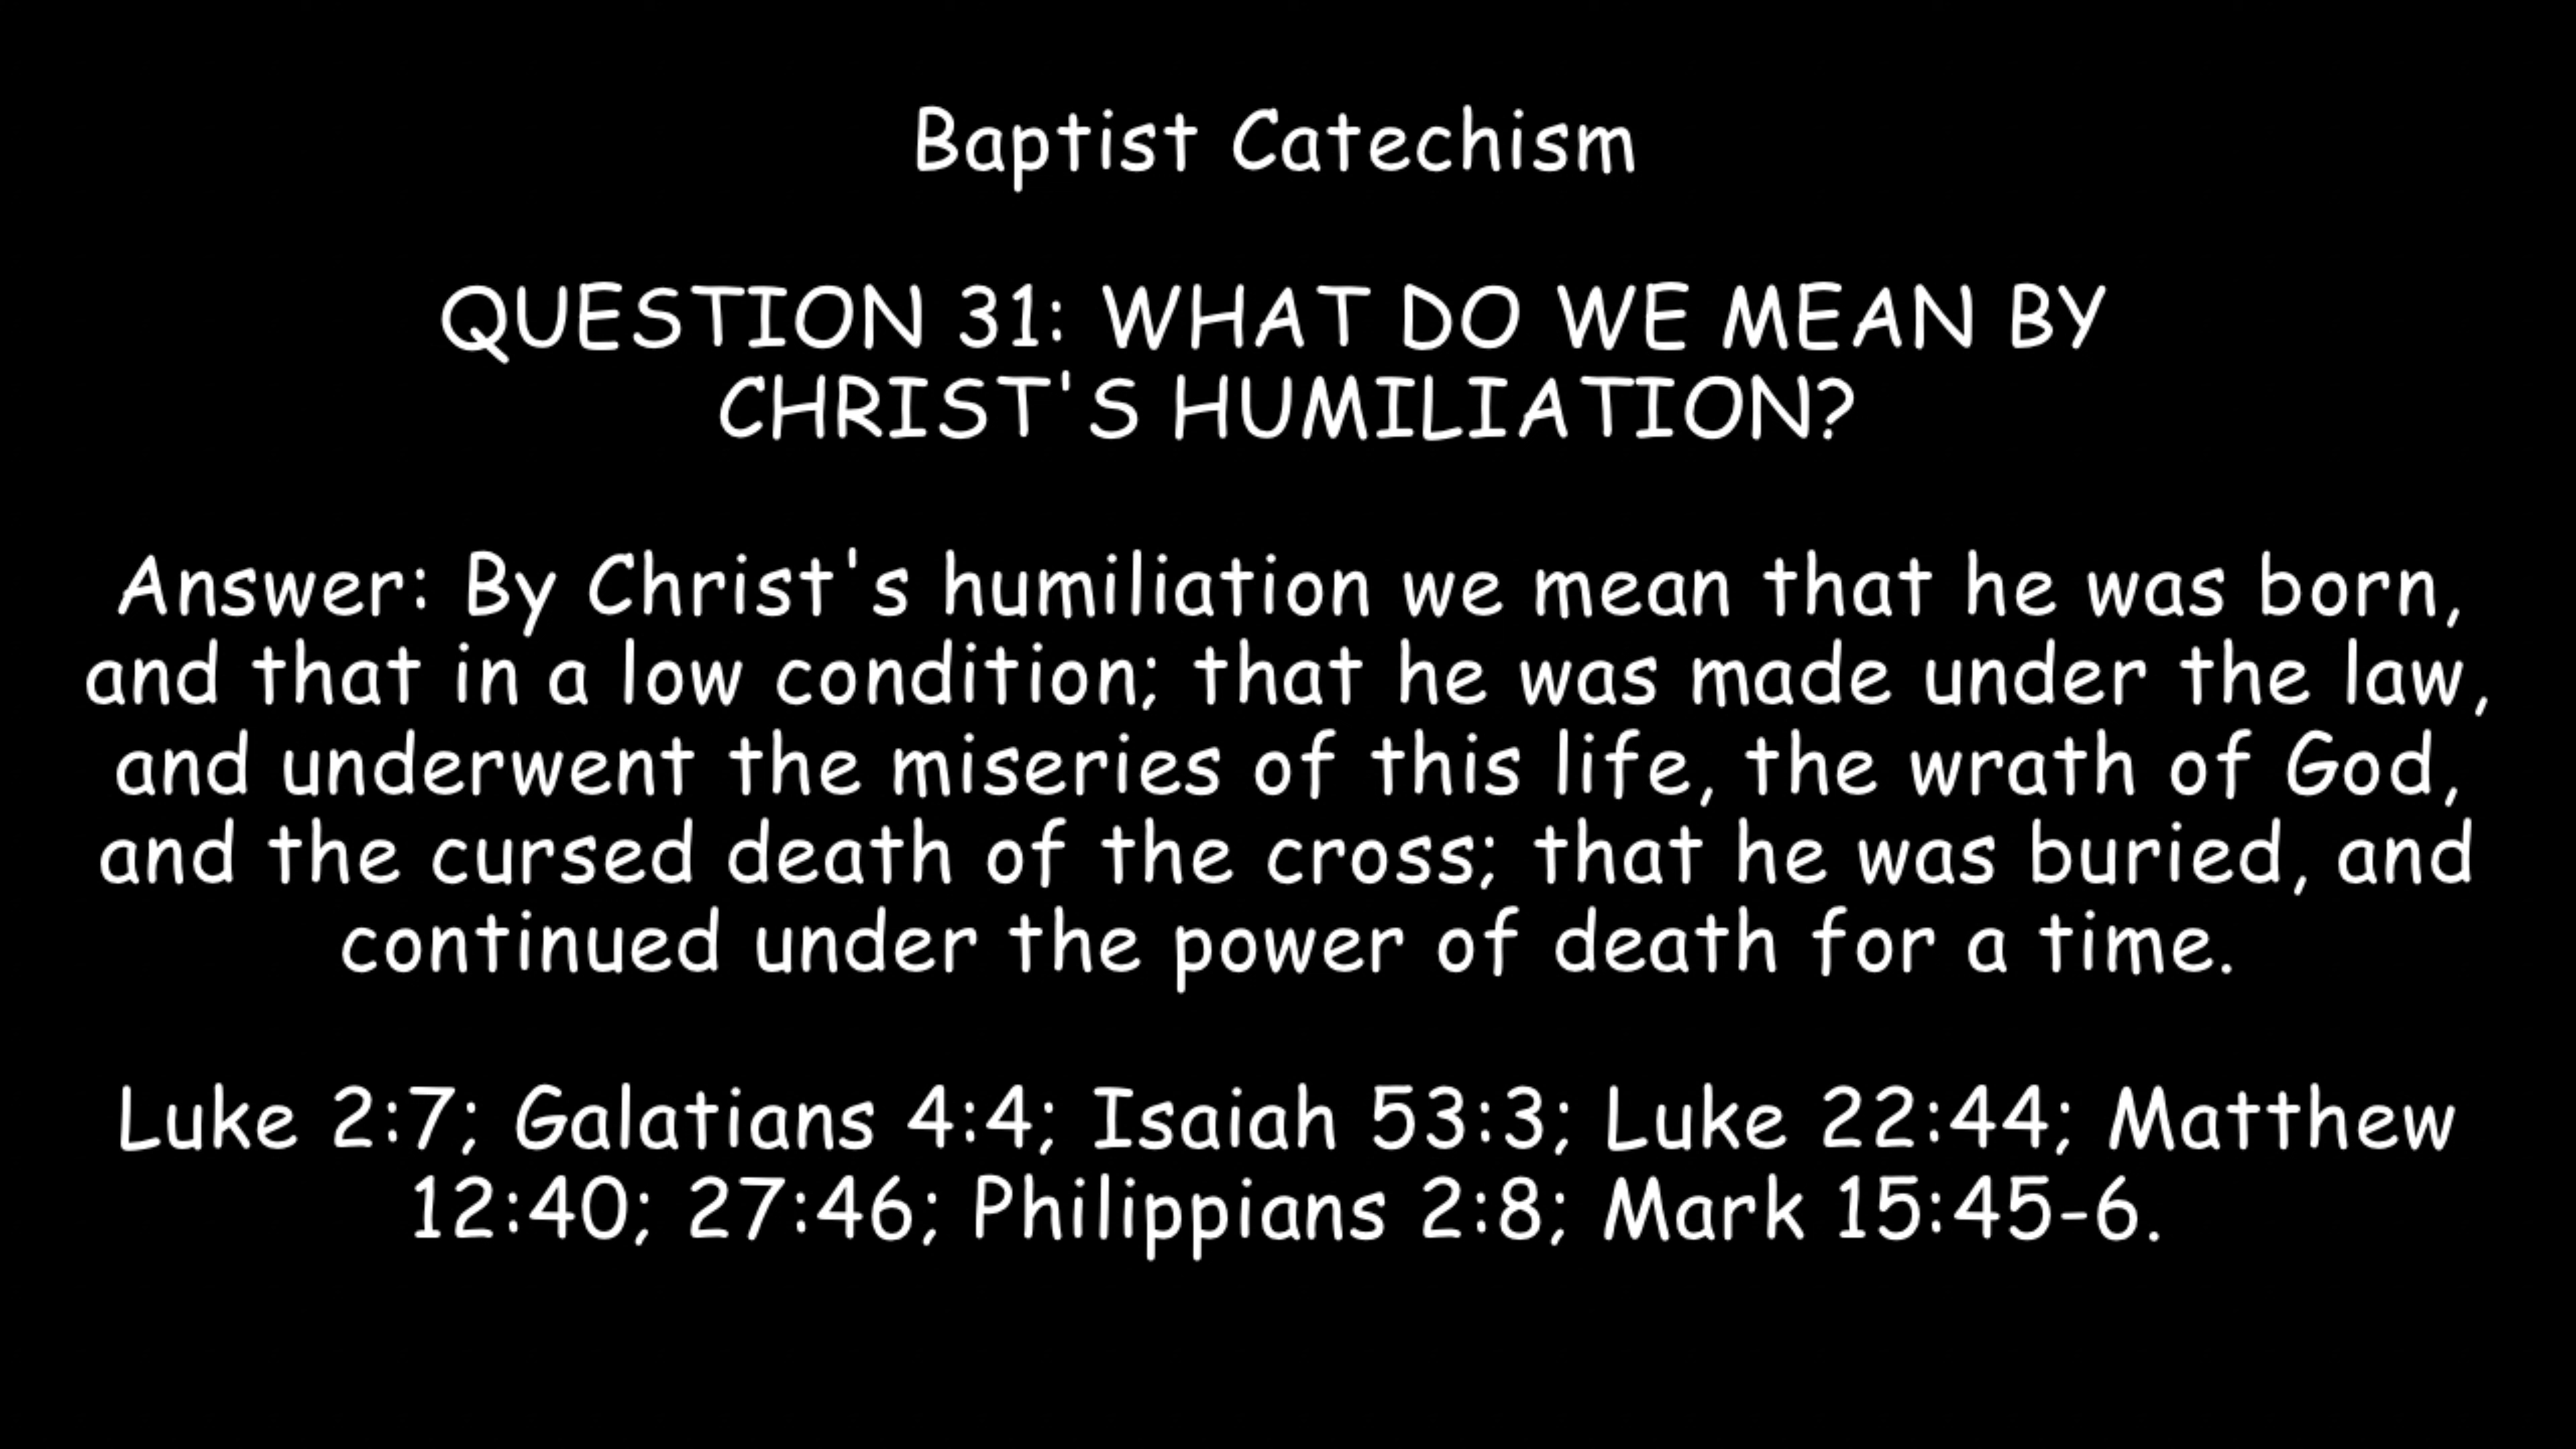 Baptist Catechism
QUESTION 31: WHAT DO WE MEAN BY
CHRIST'S HUMILIATION?
Answer: By Christ's humiliation we mean that he was born,
and that in a low condition; that he was made under the law,
and underwent the miseries of this life, the wrath of God,
and the cursed death of the cross; that he was buried, and
continued under the power of death for a time.
Luke 2:7; Galatians 4:4; Isaiah 53:3; Luke 22:44; Matthew
12:40; 27:46; Philippians 2:8; Mark 15:45-6.